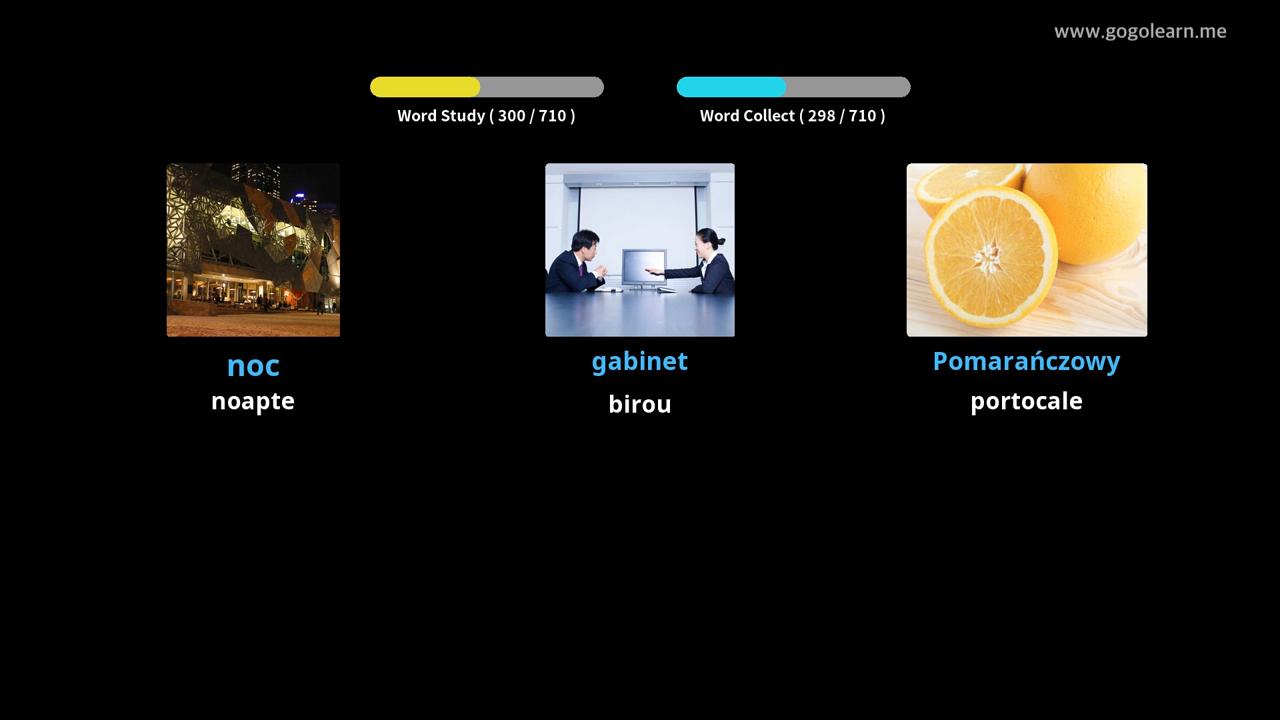 www.gogolearn.me
Word Study ( 300 / 710 )
Word Collect ( 298 / 710 )
noc
noapte
gabinet
birou
Pomarańczowy
portocale